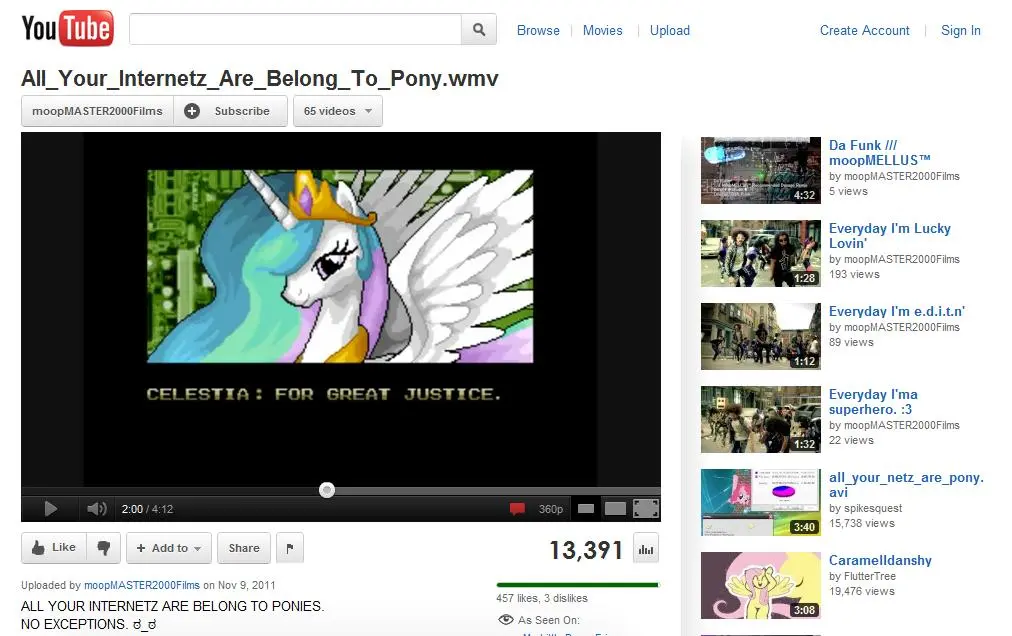 YouTube
Browse
Movies
Upload
Create Account
Sign In
All_Your_Internetz_Are_Belong_To_Pony.wmv
moopMASTER2000Films
Subscribe
65 videos
CELESTIA: FOR GREAT JUSTICE.
2:00 / 4:12
360p
Like
+ Add to
Share
13,391
Uploaded by moopMASTER2000Films on Nov 9, 2011
ALL YOUR INTERNETZ ARE BELONG TO PONIES.
NO EXCEPTIONS. ಠ_ಠ
457 likes, 3 dislikes
As Seen On:
4:32
Da Funk ///
moopMELLUS™
by moopMASTER2000Films
5 views
1:28
Everyday I'm Lucky
Lovin'
by moopMASTER2000Films
193 views
1:12
Everyday I'm e.d.i.t.n'
by moopMASTER2000Films
89 views
1:32
Everyday I'ma
superhero. :3
by moopMASTER2000Films
22 views
3:40
all_your_netz_are_pony.
avi
by spikesquest
15,738 views
3:08
Caramelldanshy
by FlutterTree
19,476 views